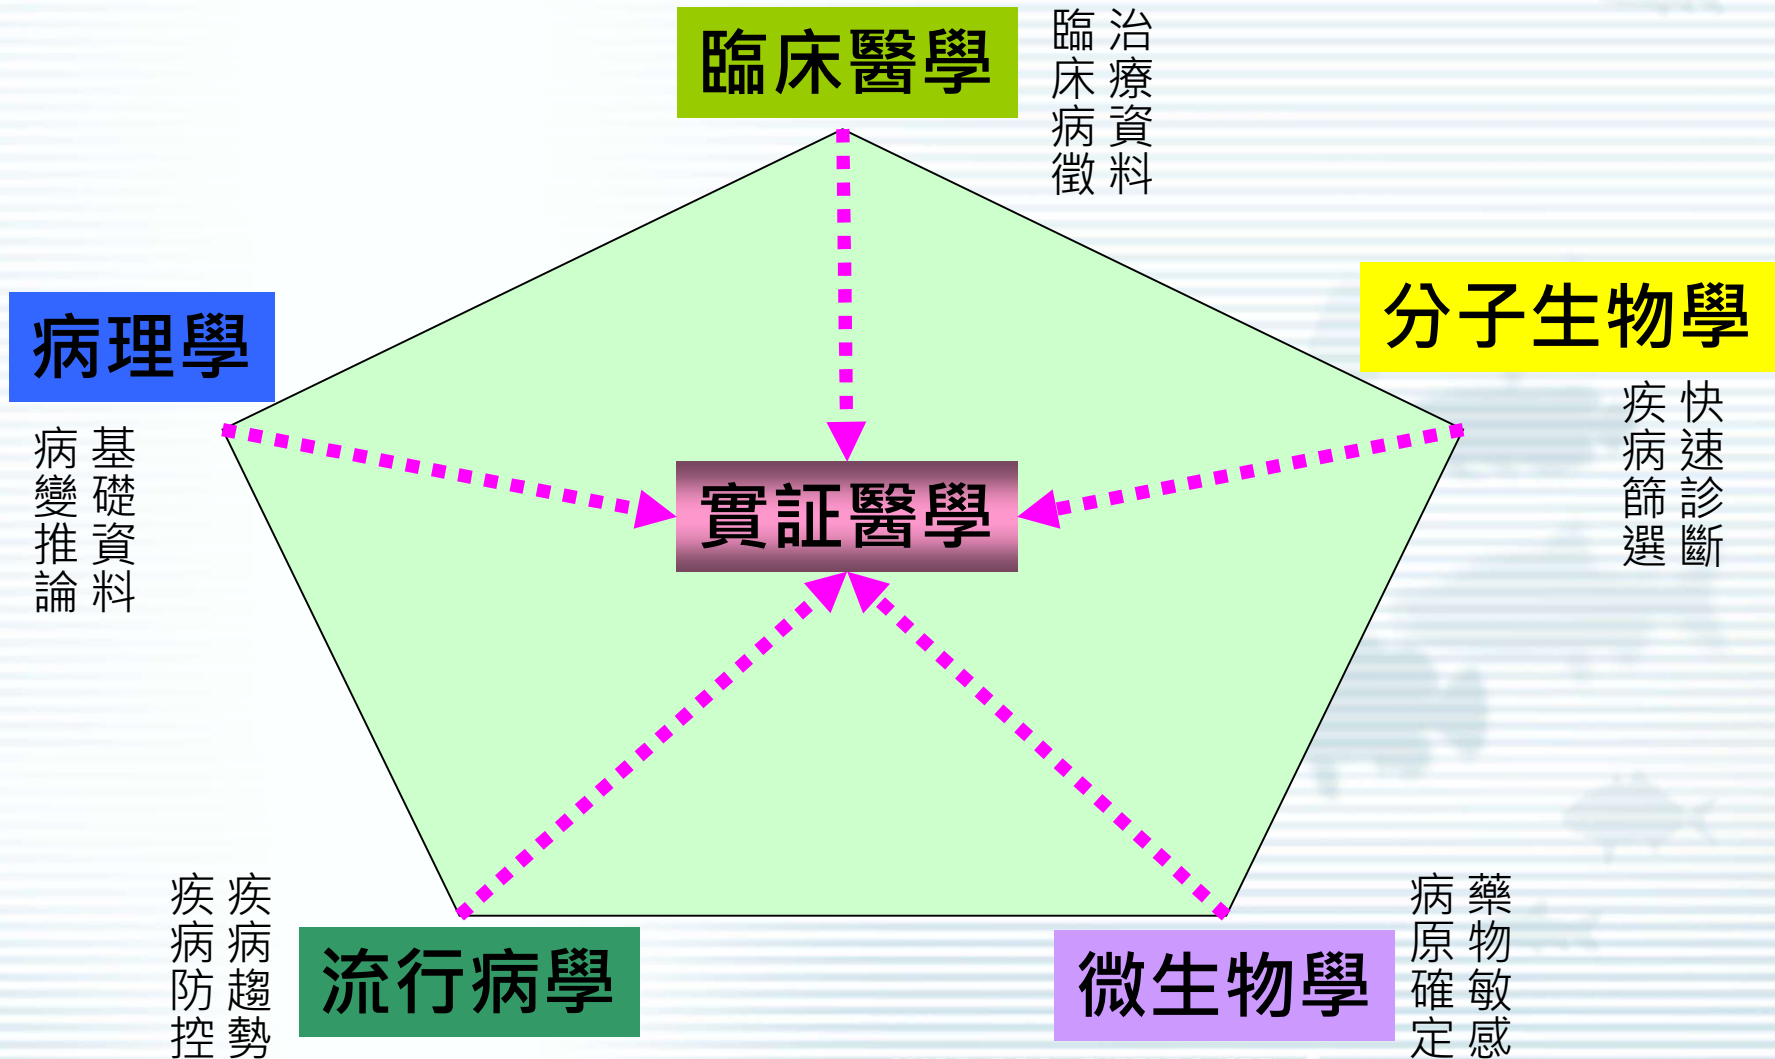 臨床醫學
治療資料
臨床病徵
分子生物學
快速診斷
疾病篩選
病理學
基礎資料
病變推論
實証醫學
疾病趨勢
疾病防控
流行病學
微生物學
藥物敏感
病原確定